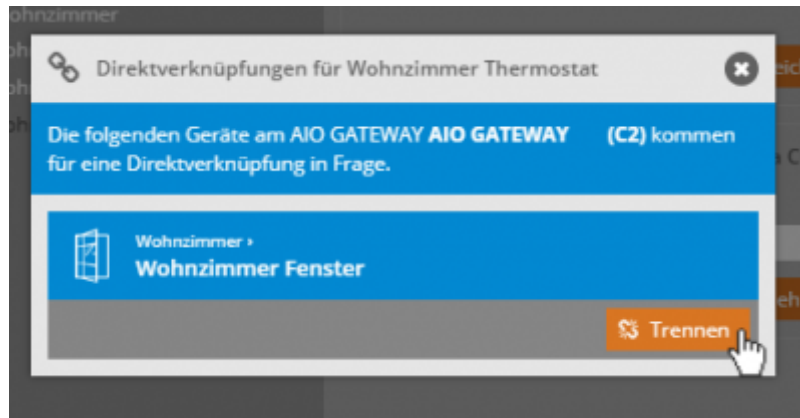 Direktverknüpfungen für Wohnzimmer Thermostat
Die folgenden Geräte am AIO GATEWAY AIO GATEWAY (C2) kommen
für eine Direktverknüpfung in Frage.
Wohnzimmer ›
Wohnzimmer Fenster
Trennen